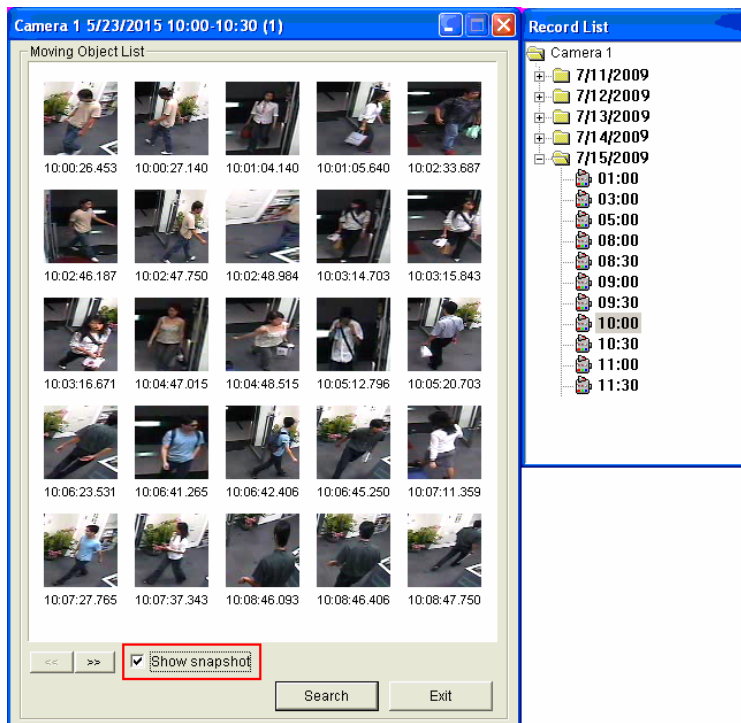 Camera 1 5/23/2015 10:00-10:30 (1)
Moving Object List
10:00:26.453 10:00:27.140 10:01:04.140 10:01:05.640 10:02:33.687
10:02:46.187 10:02:47.750 10:02:48.984 10:03:14.703 10:03:15.843
10:03:16.671 10:04:47.015 10:04:48.515 10:05:12.796 10:05:20.703
10:06:23.531 10:06:41.265 10:06:42.406 10:06:45.250 10:07:11.359
10:07:27.765 10:07:37.343 10:08:46.093 10:08:46.406 10:08:47.750
<< >> Show snapshot
Search Exit
Record List
Camera 1
7/11/2009
7/12/2009
7/13/2009
7/14/2009
7/15/2009
01:00
03:00
05:00
08:00
08:30
09:00
09:30
10:00
10:30
11:00
11:30